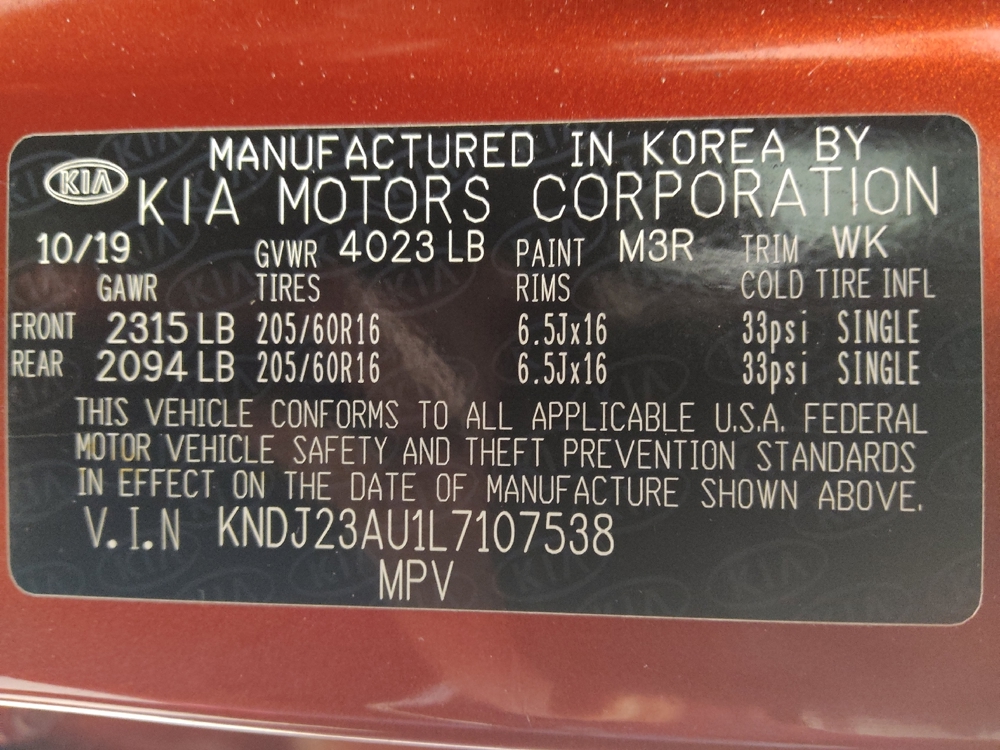 MANUFACTURED IN KOREA BY
KIA KIA MOTORS CORPORATION
10/19 GVWR 4023 LB PAINT M3R TRIM WK
GAWR TIRES RIMS COLD TIRE INFL
FRONT 2315 LB 205/60R16 6.5Jx16 33psi SINGLE
REAR 2094 LB 205/60R16 6.5Jx16 33psi SINGLE
THIS VEHICLE CONFORMS TO ALL APPLICABLE U.S.A. FEDERAL
MOTOR VEHICLE SAFETY AND THEFT PREVENTION STANDARDS
IN EFFECT ON THE DATE OF MANUFACTURE SHOWN ABOVE.
V.I.N KNDJ23AU1L7107538
MPV